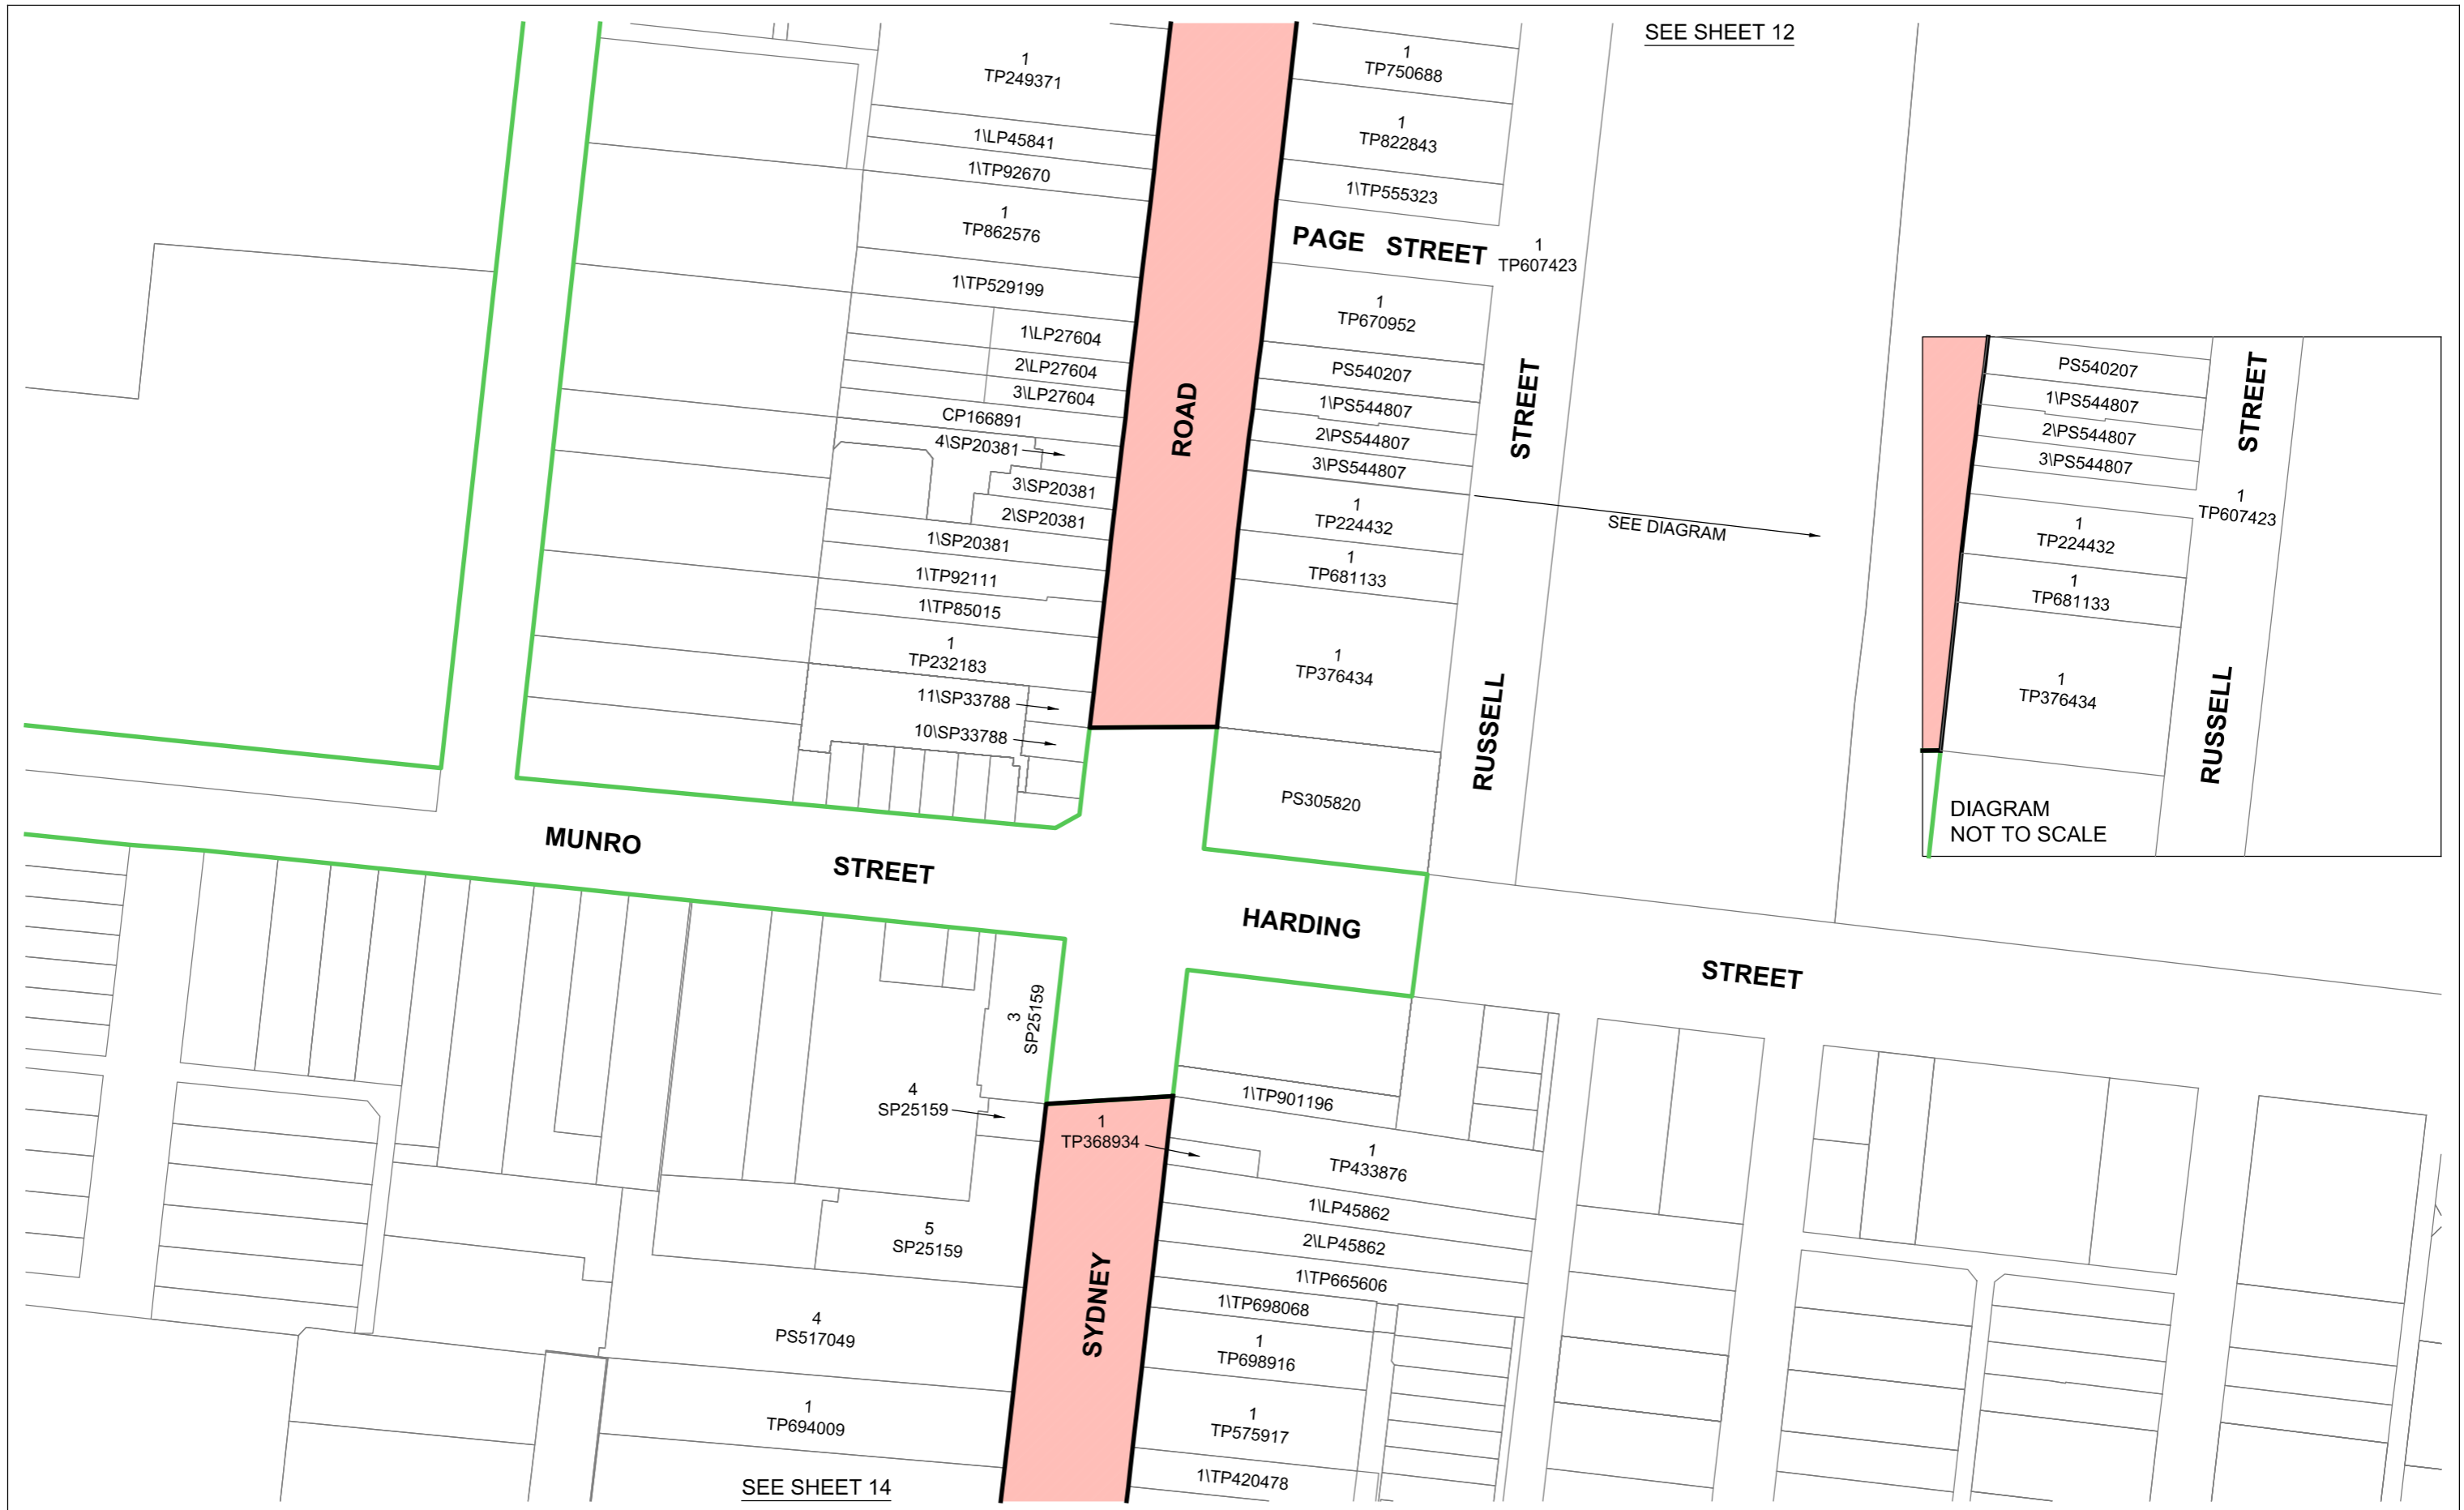 SEE SHEET 12
1
TP249371
1\LP45841
1\TP92670
1
TP862576
1\TP529199
1\LP27604
2\LP27604
3\LP27604
CP166891
4\SP20381
3\SP20381
2\SP20381
1\SP20381
1\TP92111
1\TP85015
1
TP232183
11\SP33788
10\SP33788
ROAD
1
TP750688
1
TP822843
1\TP555323
PAGE STREET
1
TP607423
1
TP670952
PS540207
1\PS544807
2\PS544807
3\PS544807
1
TP224432
1
TP681133
1
TP376434
PS305820
STREET
RUSSELL
SEE DIAGRAM
PS540207
1\PS544807
2\PS544807
3\PS544807
1
TP224432
1
TP681133
1
TP376434
STREET
1
TP607423
RUSSELL
DIAGRAM
NOT TO SCALE
MUNRO
STREET
HARDING
STREET
3
SP25159
4
SP25159
5
SP25159
4
PS517049
1
TP694009
1
TP368934
SYDNEY
1\TP901196
1
TP433876
1\LP45862
2\LP45862
1\TP665606
1\TP698068
1
TP698916
1
TP575917
1\TP420478
SEE SHEET 14